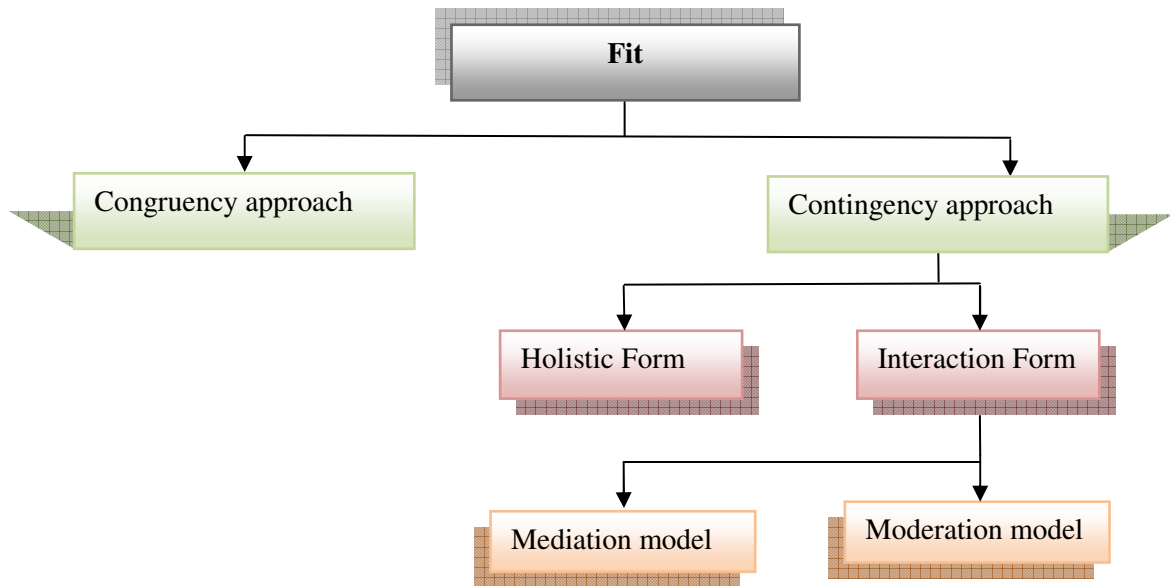 Fit
Congruency approach
Contingency approach
Holistic Form
Interaction Form
Mediation model
Moderation model